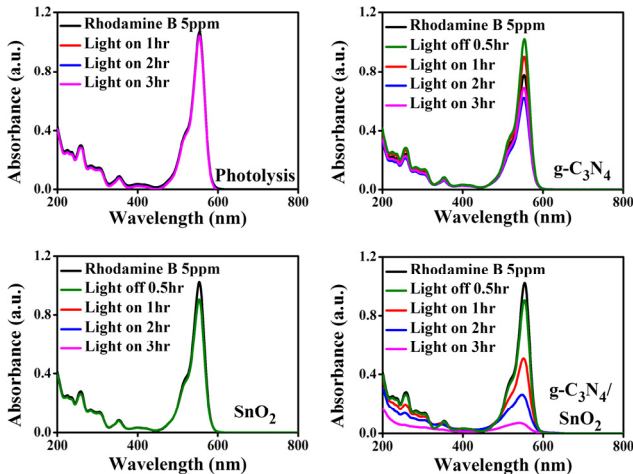 1.2
0.8
0.4
0.0
Absorbance (a.u.)
Rhodamine B 5ppm
Light on 1hr
Light on 2hr
Light on 3hr
Photolysis
200 400 600 800
Wavelength (nm)
1.2
0.8
0.4
0.0
Absorbance (a.u.)
Rhodamine B 5ppm
Light off 0.5hr
Light on 1hr
Light on 2hr
Light on 3hr
g-C₃N₄
200 400 600 800
Wavelength (nm)
1.2
0.8
0.4
0.0
Absorbance (a.u.)
Rhodamine B 5ppm
Light off 0.5hr
Light on 1hr
Light on 2hr
Light on 3hr
SnO₂
200 400 600 800
Wavelength (nm)
1.2
0.8
0.4
0.0
Absorbance (a.u.)
Rhodamine B 5ppm
Light off 0.5hr
Light on 1hr
Light on 2hr
Light on 3hr
g-C₃N₄/
SnO₂
200 400 600 800
Wavelength (nm)